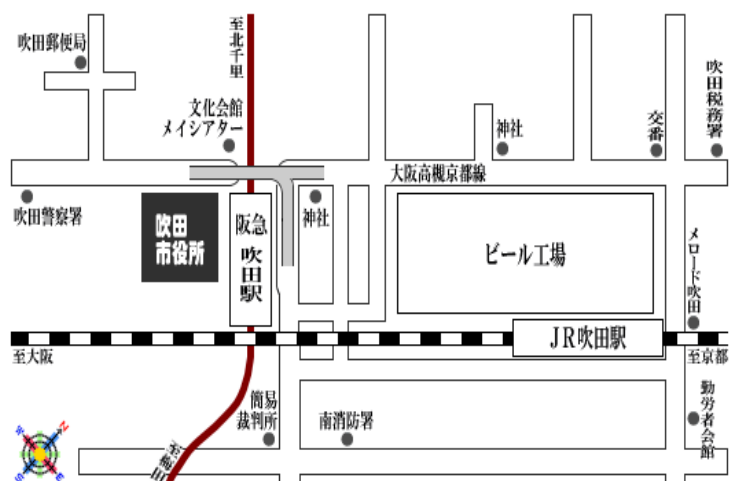 吹田郵便局
至北千里
文化会館
メイシアター
神社
交番
吹田税務署
大阪高槻京都線
吹田警察署
吹田
市役所
阪急
吹田駅
神社
ビール工場
メロード吹田
JR吹田駅
至大阪
至京都
簡易
裁判所
南消防署
勤労者会館
N
S
E